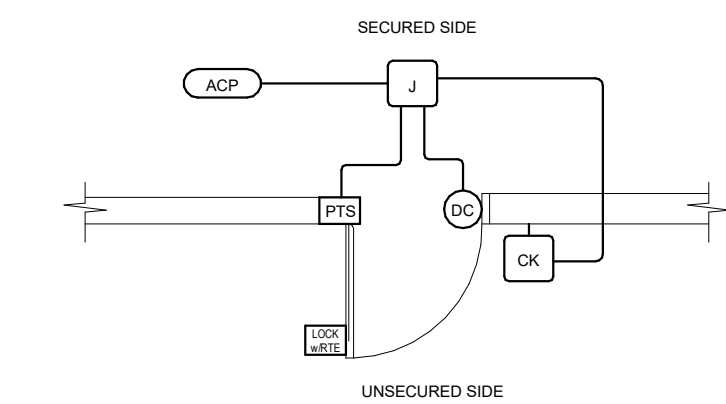 SECURED SIDE
ACP
J
PTS
DC
CK
LOCK
w/RTE
UNSECURED SIDE